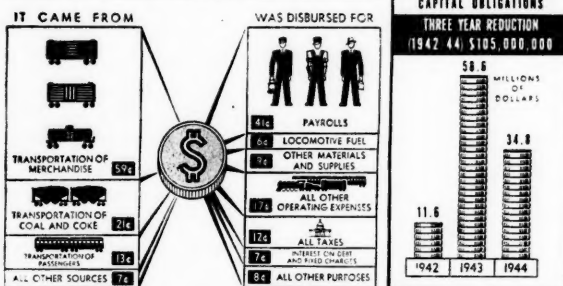 IT CAME FROM
TRANSPORTATION OF
MERCHANDISE 59¢
TRANSPORTATION OF
COAL AND COKE 21¢
TRANSPORTATION OF
PASSENGERS 13¢
ALL OTHER SOURCES 7¢
$
WAS DISBURSED FOR
41¢ PAYROLLS
6¢ LOCOMOTIVE FUEL
9¢ OTHER MATERIALS
AND SUPPLIES
17¢ ALL OTHER
OPERATING EXPENSES
12¢ ALL TAXES
7¢ INTEREST ON DEBT
AND FIXED CHARGES
8¢ ALL OTHER PURPOSES
CAPITAL OBLIGATIONS
THREE YEAR REDUCTION
(1942-44) $105,000,000
58.6
MILLIONS
OF
DOLLARS
34.8
11.6
1942 1943 1944